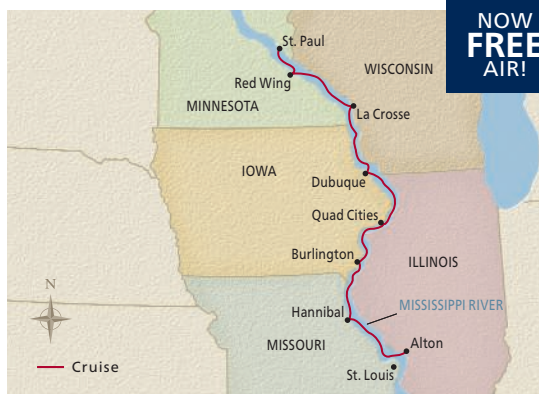 NOW
FREE
AIR!
St. Paul
WISCONSIN
Red Wing
MINNESOTA
La Crosse
IOWA
Dubuque
Quad Cities
Burlington
ILLINOIS
N
MISSISSIPPI RIVER
Hannibal
MISSOURI
Alton
Cruise
St. Louis